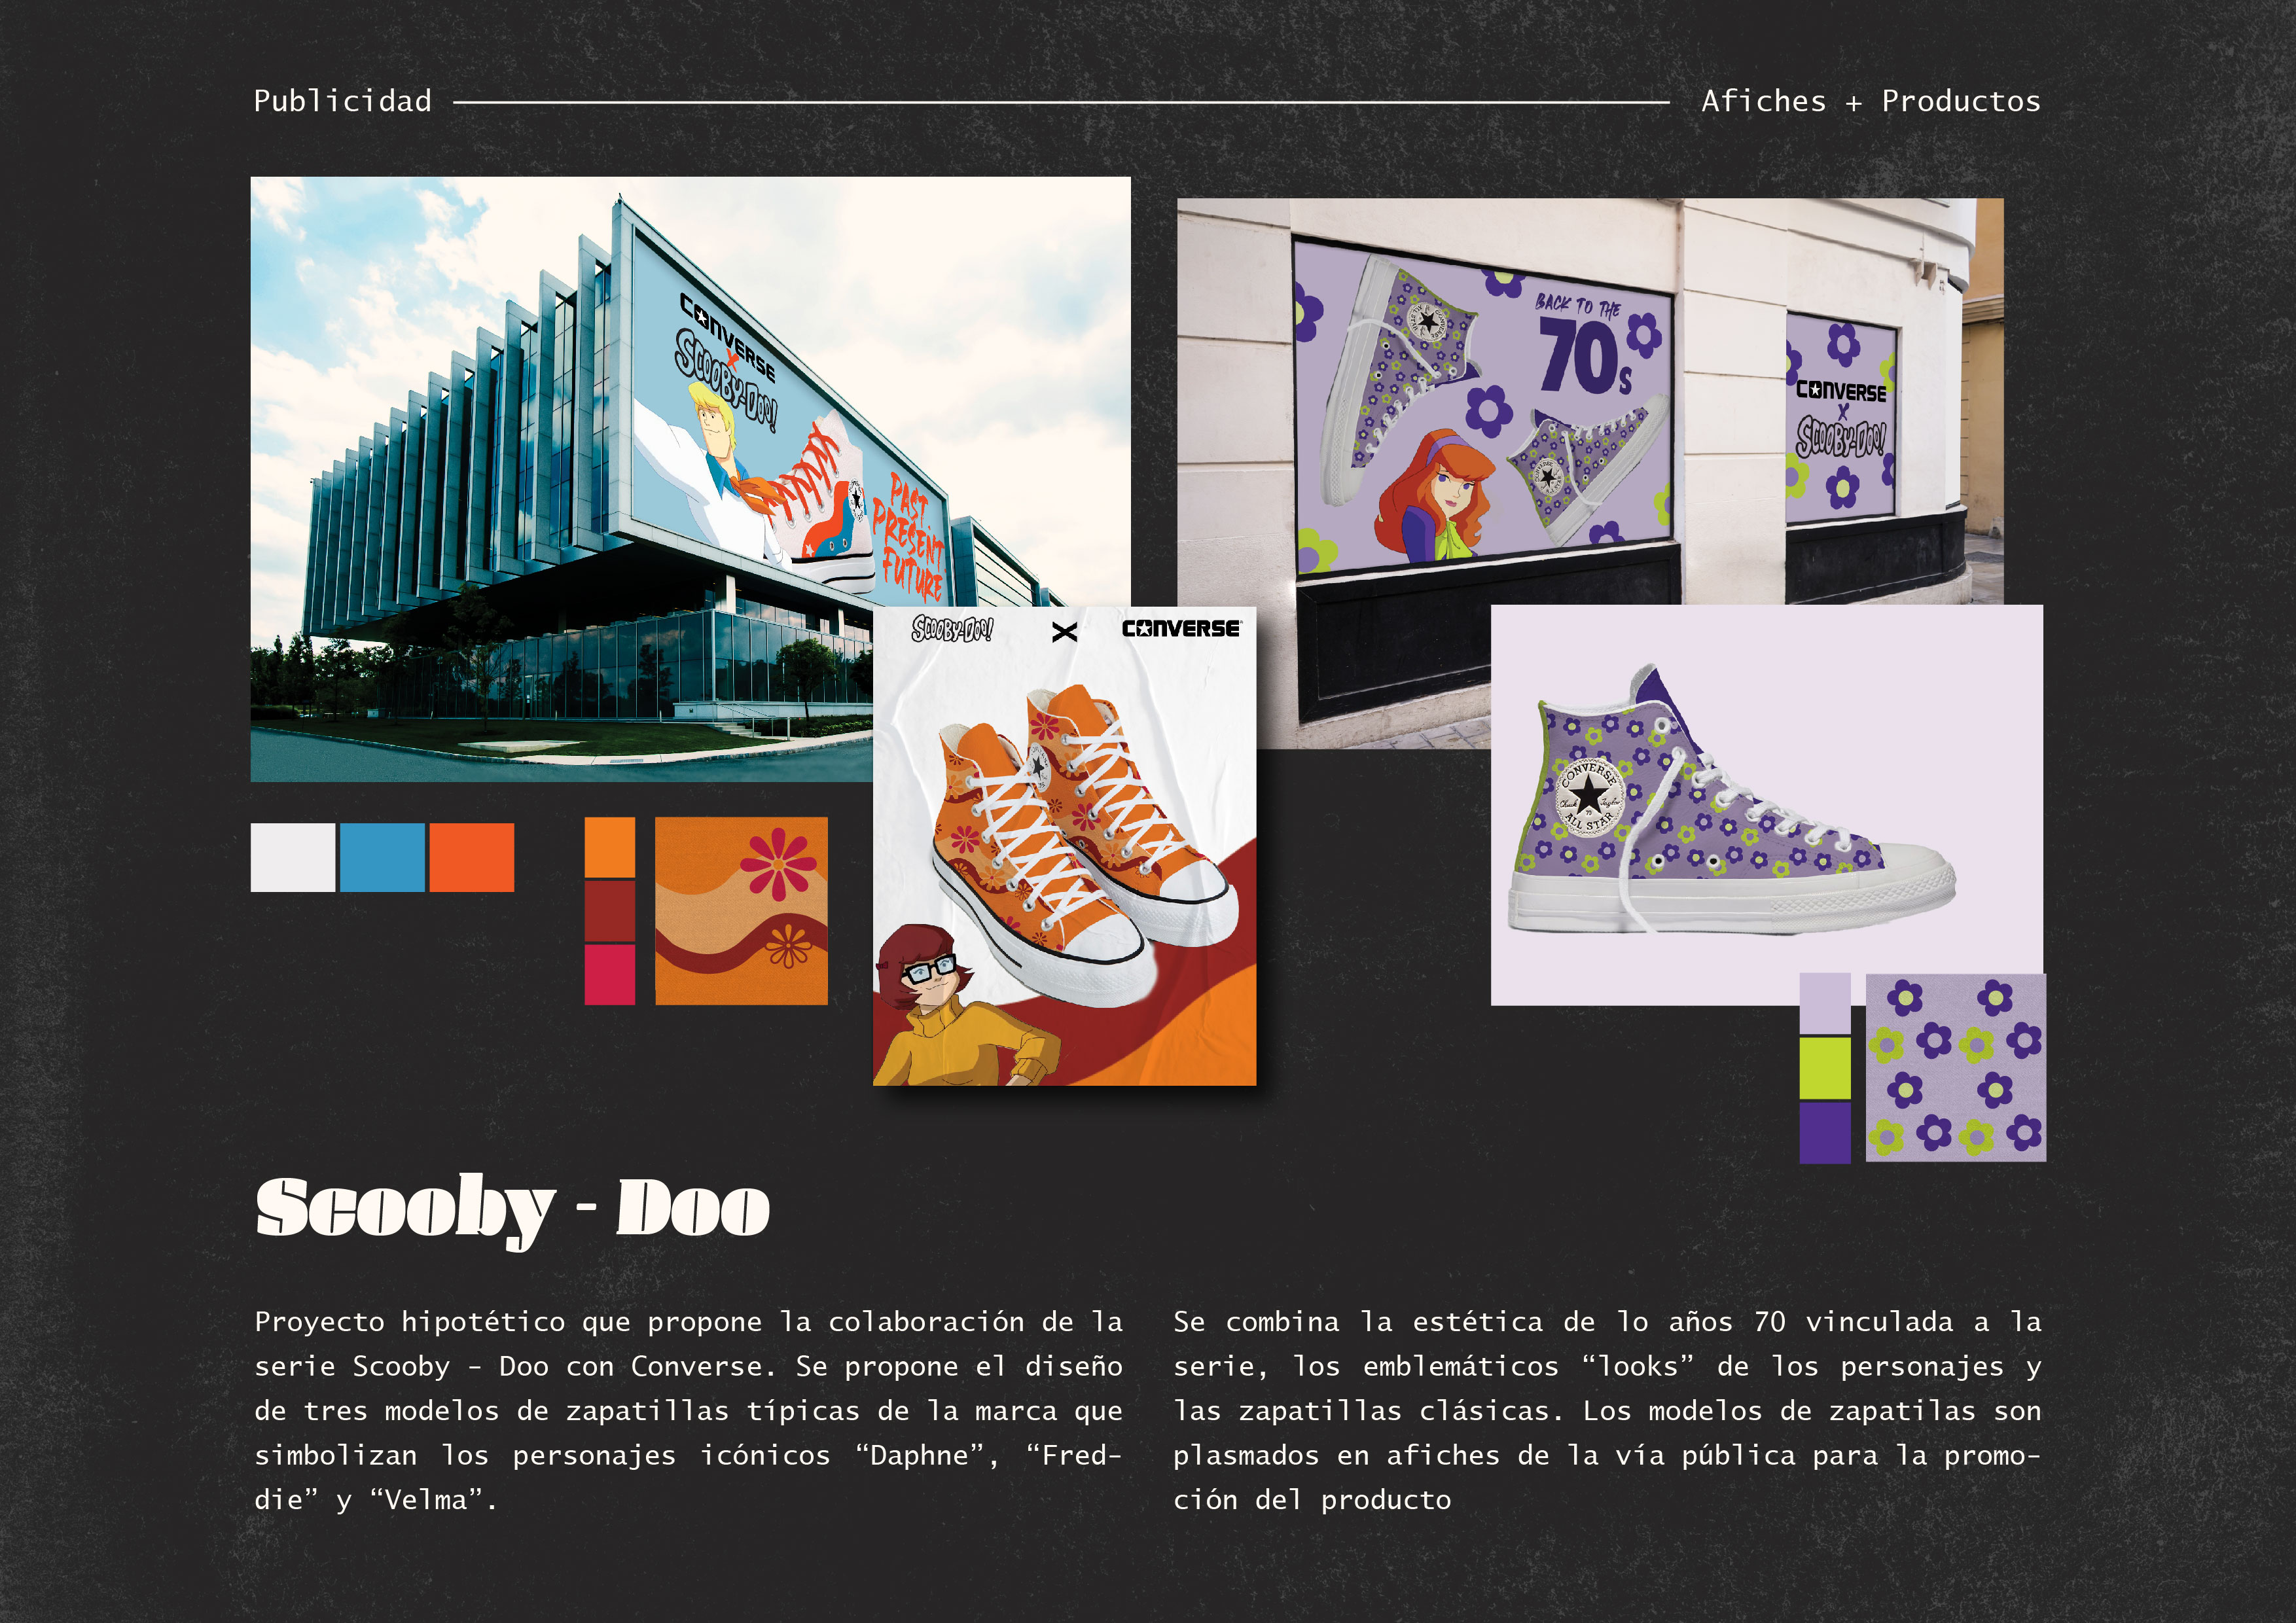 Publicidad
Afiches + Productos
CONVERSE
X
SCOOBY-DOO!
PAST.
PRESENT
FUTURE
BACK TO THE
70s
CONVERSE
X
SCOOBY-DOO!
SCOOBY-DOO! X CONVERSE
CONVERSE
Chuck Taylor
ALL STAR
Scooby - Doo
Proyecto hipotético que propone la colaboración de la
serie Scooby - Doo con Converse. Se propone el diseño
de tres modelos de zapatillas típicas de la marca que
simbolizan los personajes icónicos “Daphne”, “Fred-
die” y “Velma”.
Se combina la estética de lo años 70 vinculada a la
serie, los emblemáticos “looks” de los personajes y
las zapatillas clásicas. Los modelos de zapatilas son
plasmados en afiches de la vía pública para la promo-
ción del producto